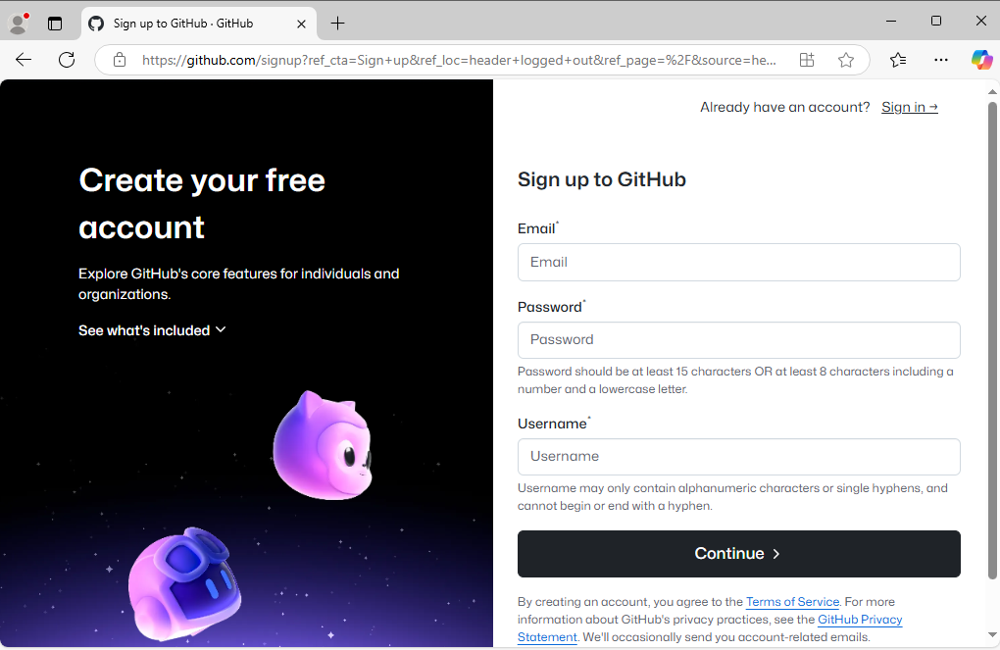 Sign up to GitHub · GitHub
https://github.com/signup?ref_cta=Sign+up&ref_loc=header+logged+out&ref_page=%2F&source=he...
Already have an account? Sign in →
Create your free
account
Explore GitHub's core features for individuals and
organizations.
See what's included
Sign up to GitHub
Email*
Email
Password*
Password
Password should be at least 15 characters OR at least 8 characters including a
number and a lowercase letter.
Username*
Username
Username may only contain alphanumeric characters or single hyphens, and
cannot begin or end with a hyphen.
Continue >
By creating an account, you agree to the Terms of Service. For more
information about GitHub's privacy practices, see the GitHub Privacy
Statement. We'll occasionally send you account-related emails.